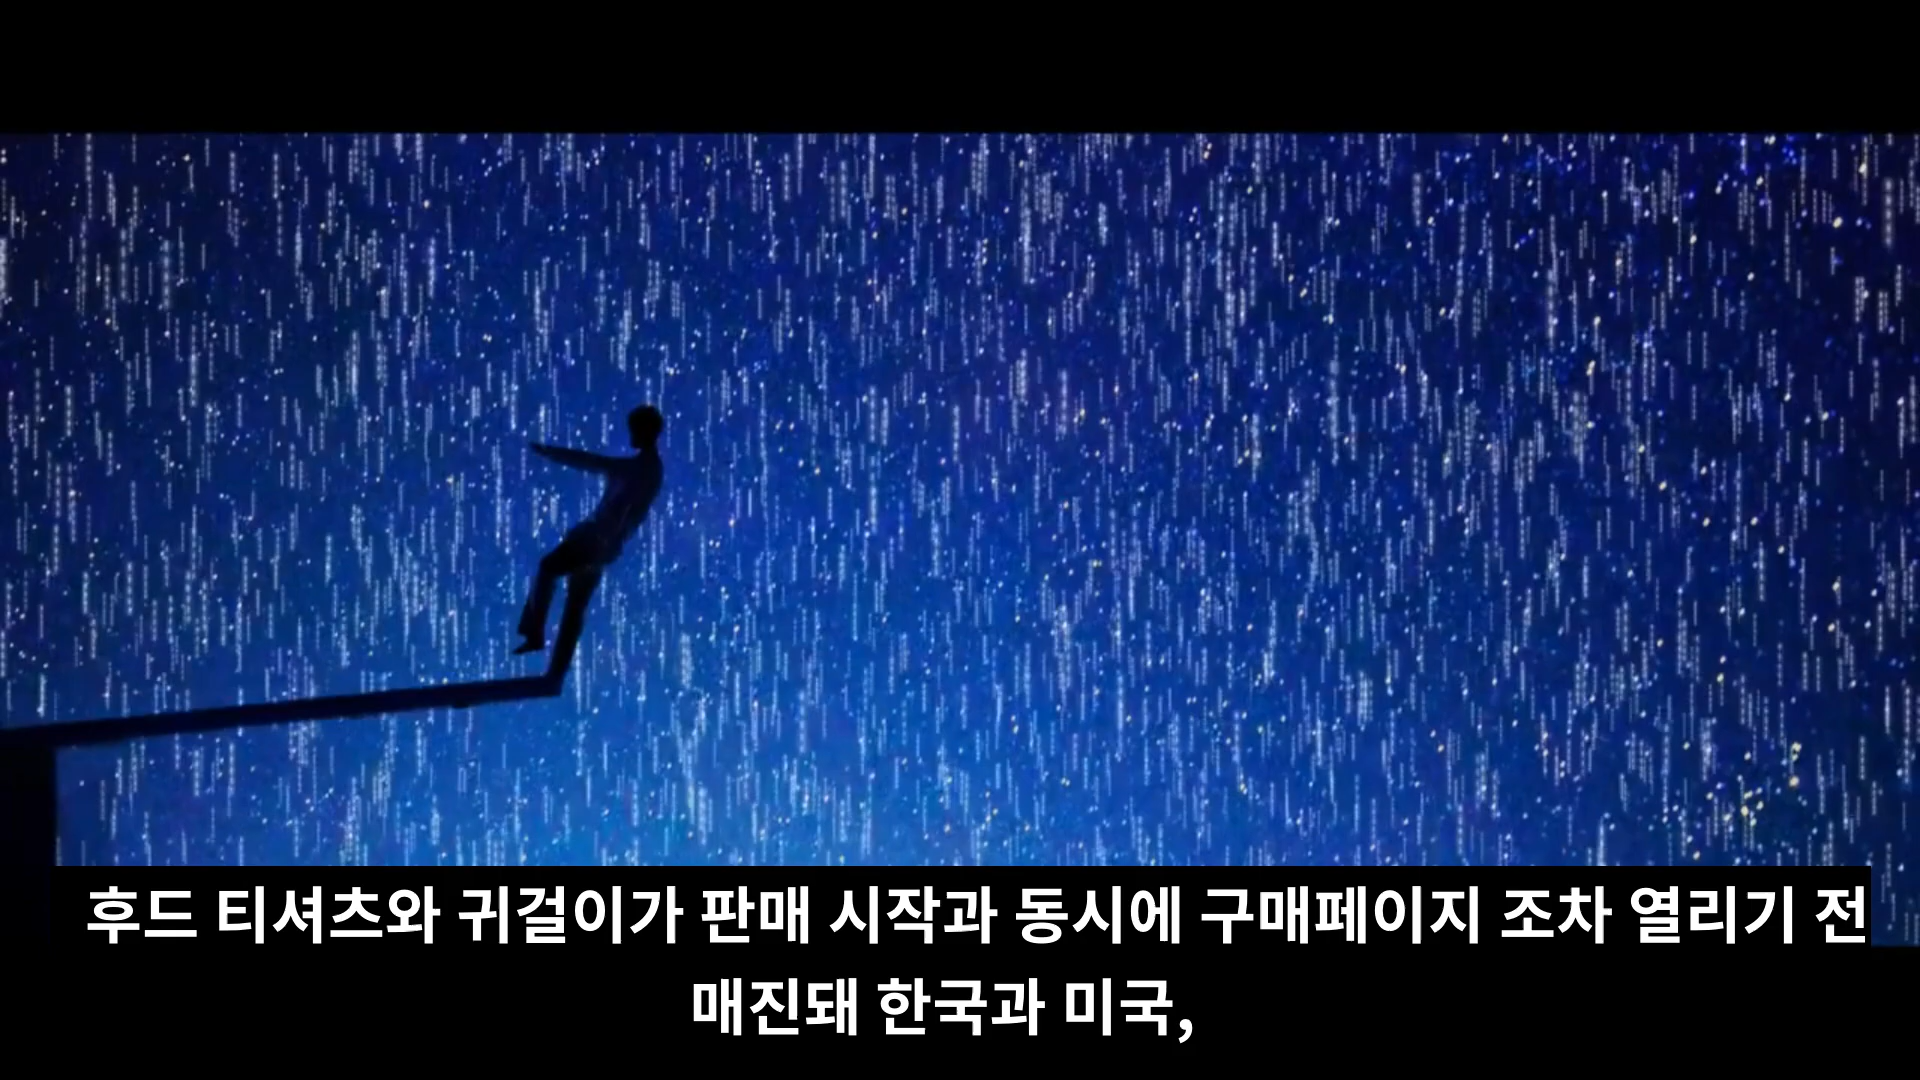 후드 티셔츠와 귀걸이가 판매 시작과 동시에 구매페이지 조차 열리기 전
매진돼 한국과 미국,